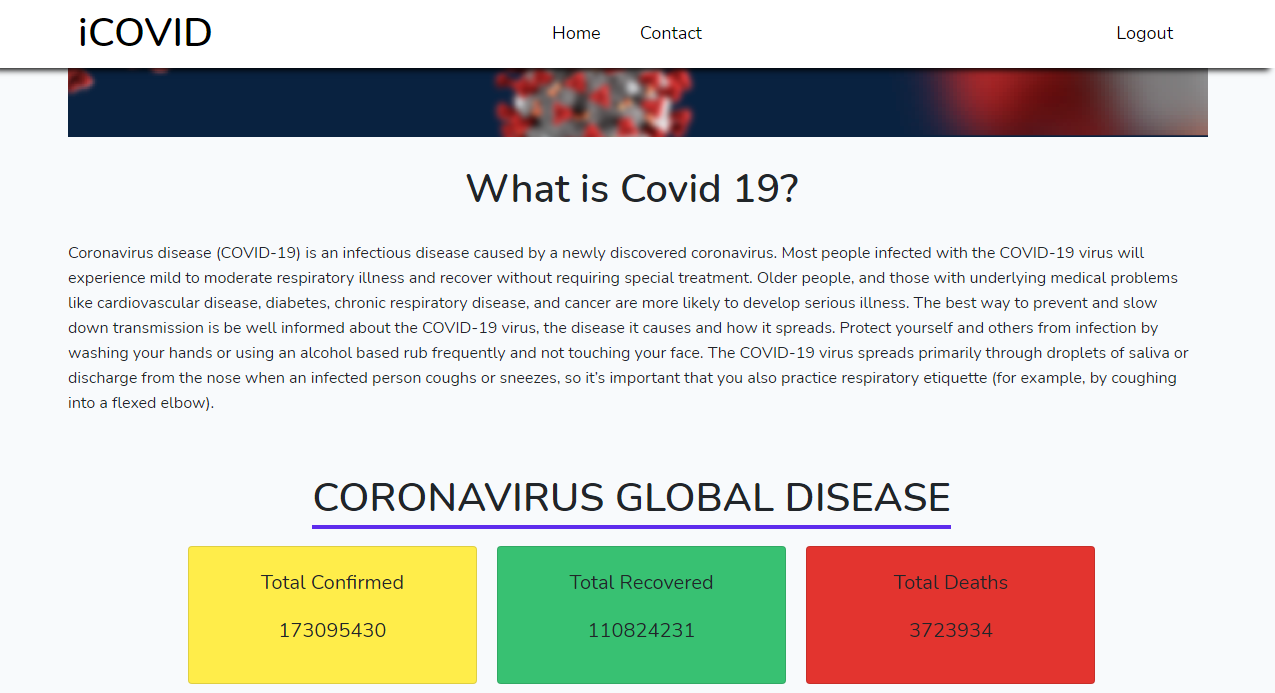 iCOVID
Home Contact Logout
What is Covid 19?
Coronavirus disease (COVID-19) is an infectious disease caused by a newly discovered coronavirus. Most people infected with the COVID-19 virus will
experience mild to moderate respiratory illness and recover without requiring special treatment. Older people, and those with underlying medical problems
like cardiovascular disease, diabetes, chronic respiratory disease, and cancer are more likely to develop serious illness. The best way to prevent and slow
down transmission is be well informed about the COVID-19 virus, the disease it causes and how it spreads. Protect yourself and others from infection by
washing your hands or using an alcohol based rub frequently and not touching your face. The COVID-19 virus spreads primarily through droplets of saliva or
discharge from the nose when an infected person coughs or sneezes, so it’s important that you also practice respiratory etiquette (for example, by coughing
into a flexed elbow).
CORONAVIRUS GLOBAL DISEASE
Total Confirmed
173095430
Total Recovered
110824231
Total Deaths
3723934